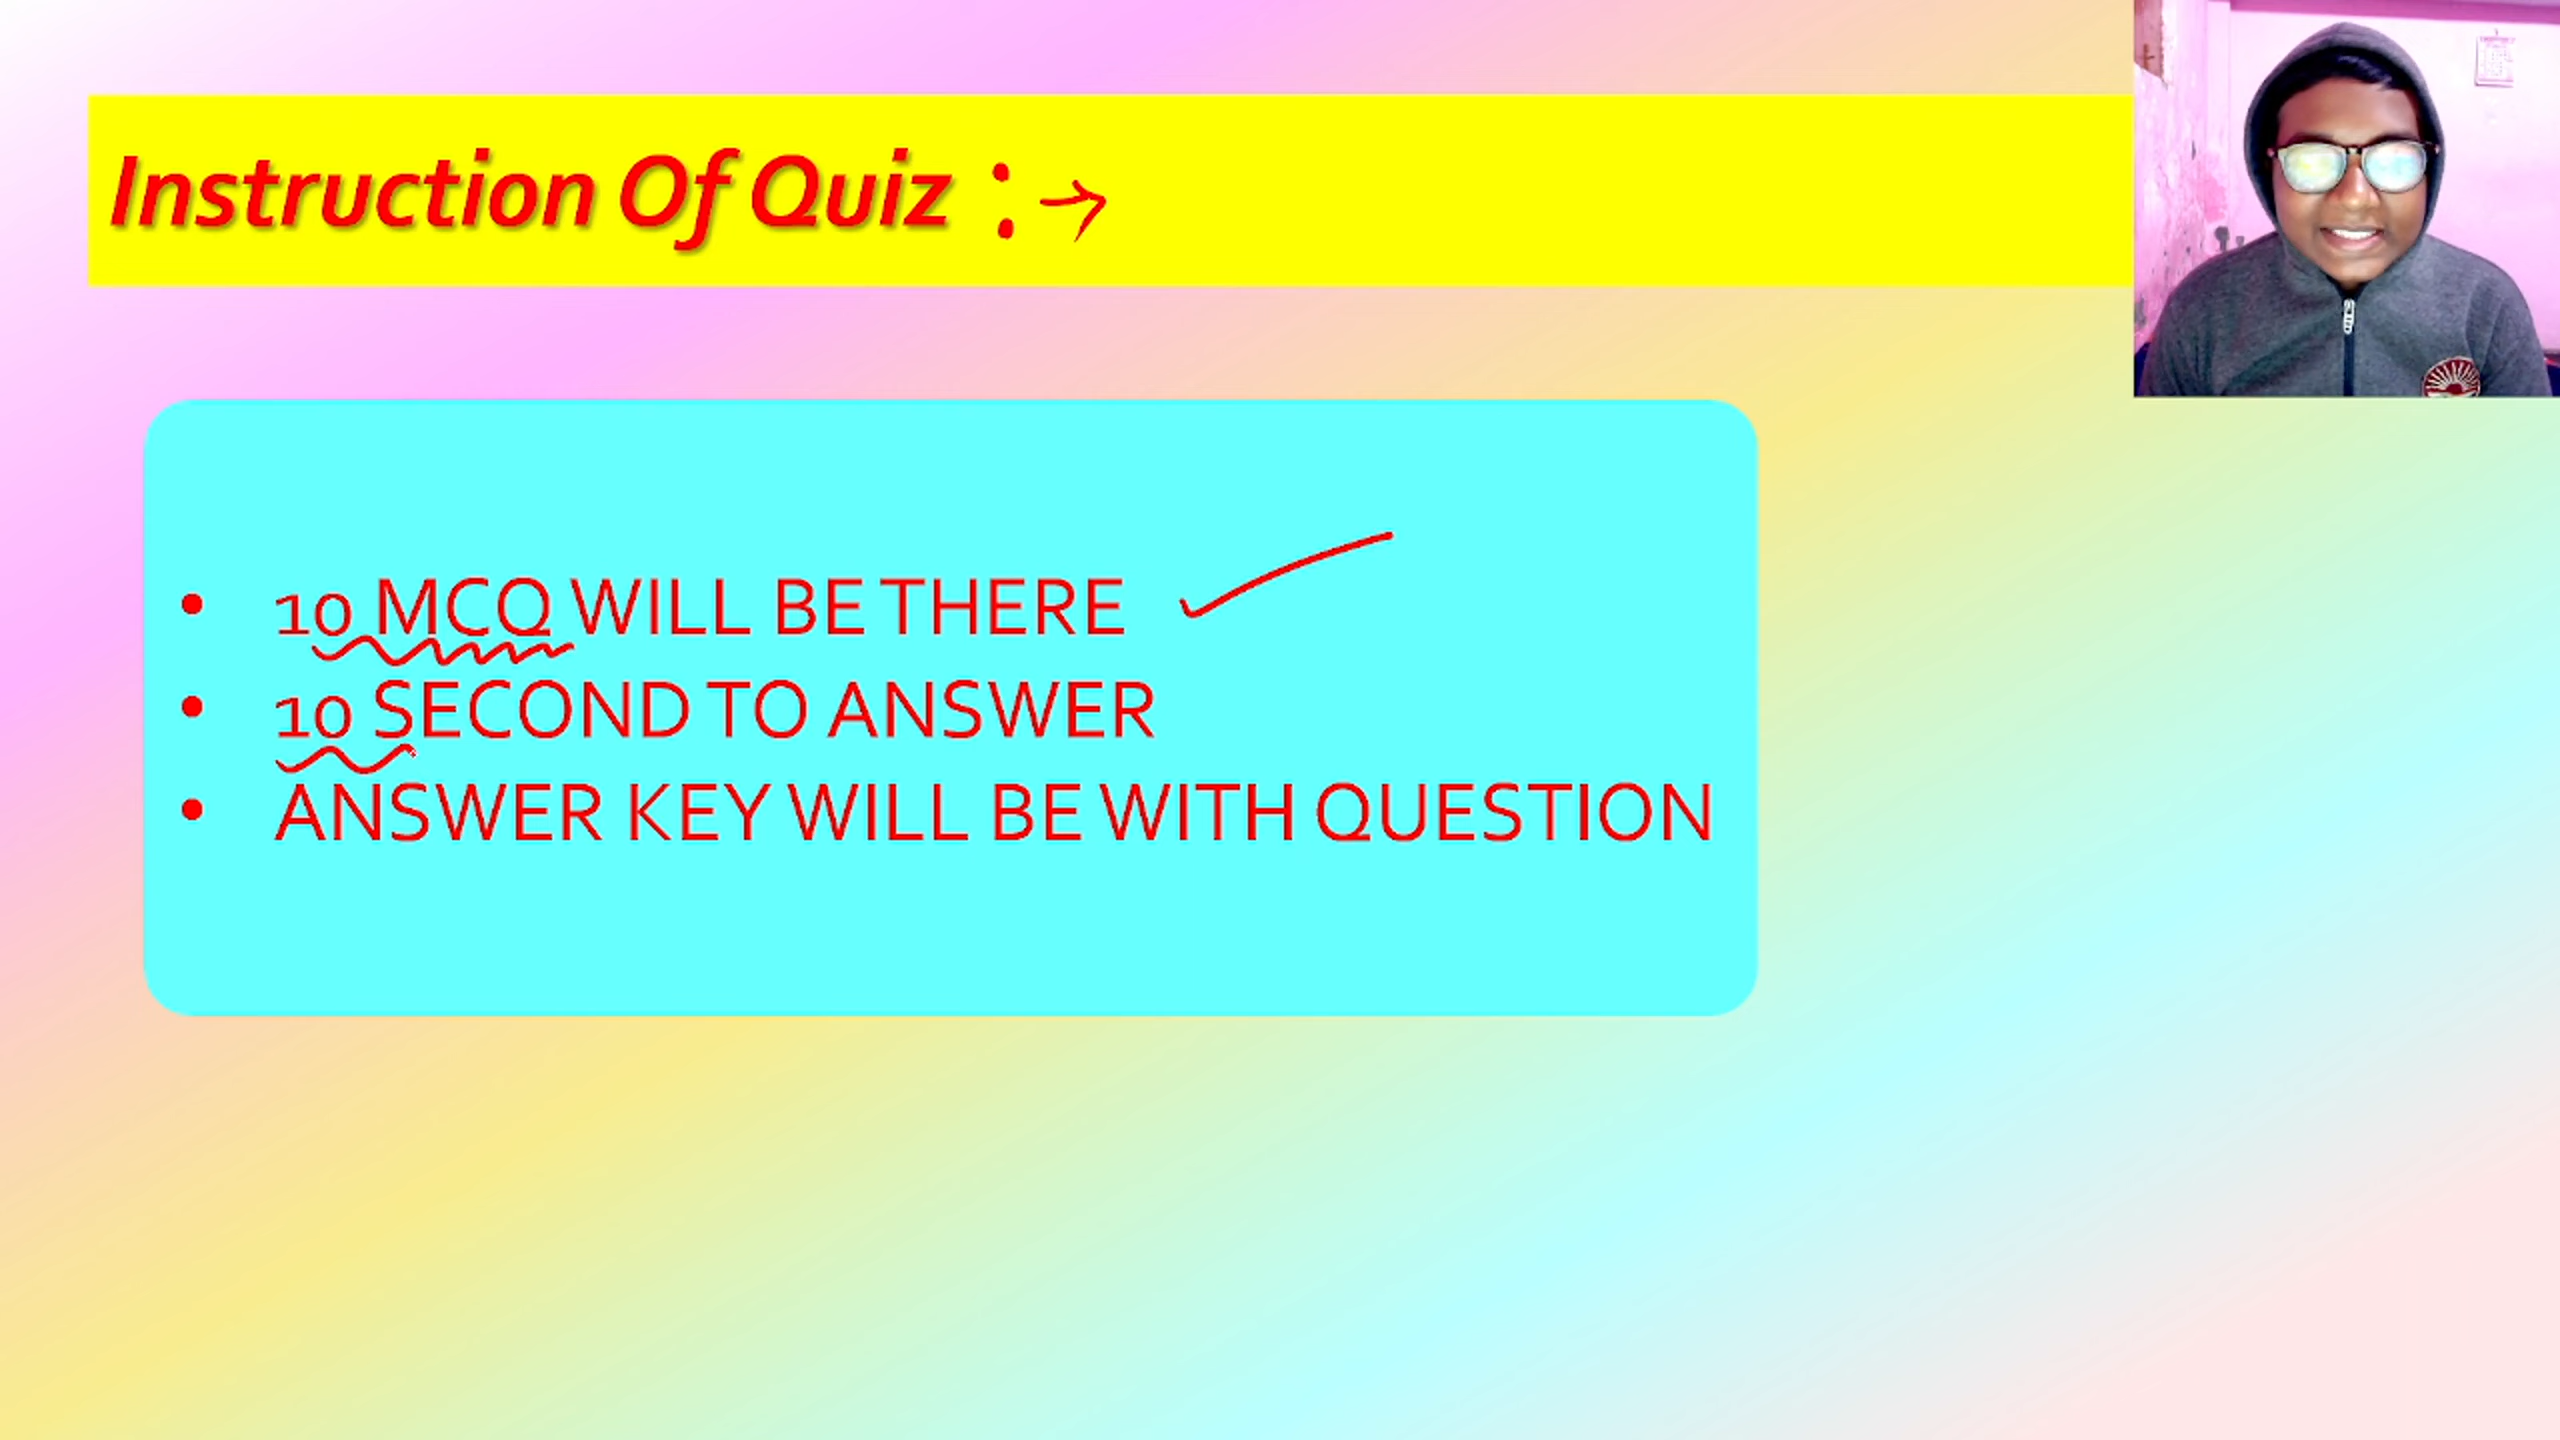 Instruction Of Quiz :→
• 10 MCQ WILL BE THERE ✓
• 10 SECOND TO ANSWER
• ANSWER KEY WILL BE WITH QUESTION